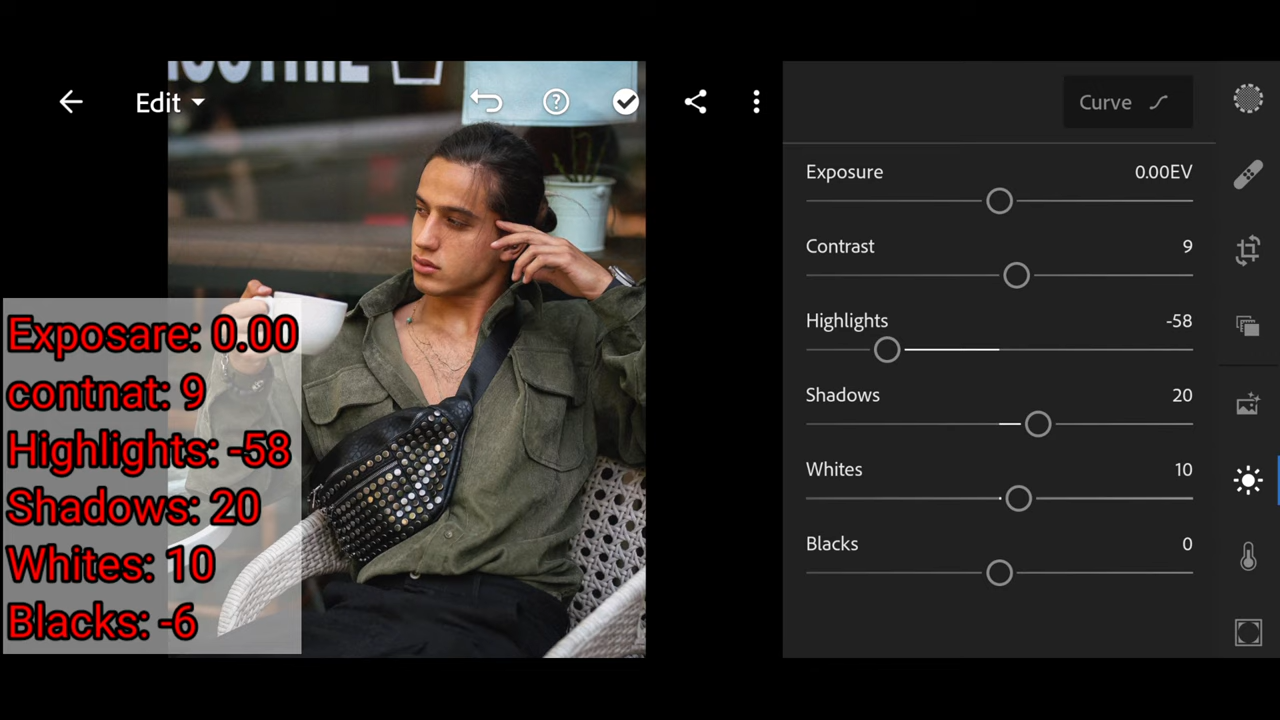 Edit
Curve
Exposure 0.00EV
Contrast 9
Highlights -58
Shadows 20
Whites 10
Blacks 0
Exposare: 0.00
contnat: 9
Highlights: -58
Shadows: 20
Whites: 10
Blacks: -6